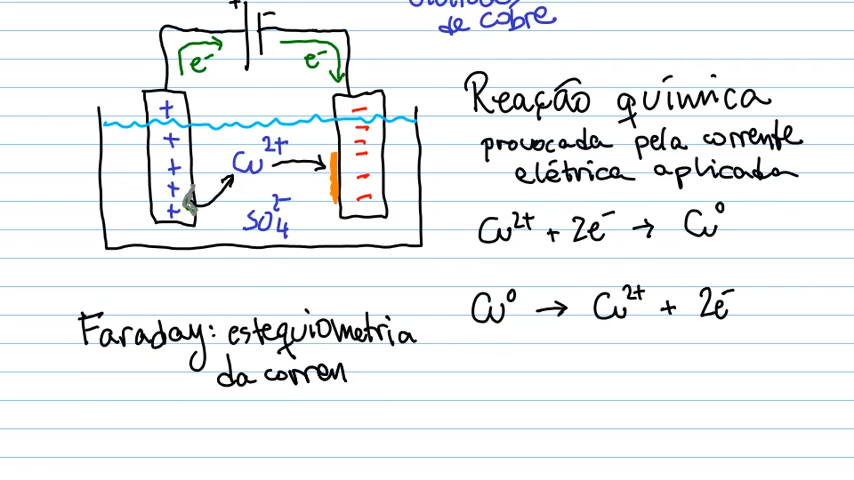 de cobre
+ −
e⁻ e⁻
Reação química
provocada pela corrente
elétrica aplicada
+
+
+
+
+
Cu²⁺
SO₄²⁻
Cu²⁺ + 2e⁻ → Cu⁰
Cu⁰ → Cu²⁺ + 2e⁻
Faraday: estequiometria
da corren